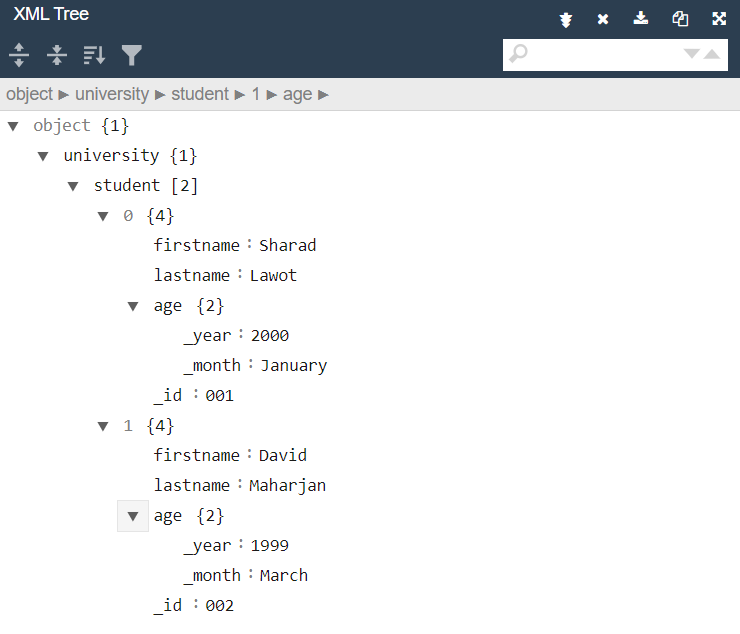 XML Tree
object ► university ► student ► 1 ► age ►
▼ object {1}
▼ university {1}
▼ student [2]
▼ 0 {4}
firstname : Sharad
lastname : Lawot
▼ age {2}
_year : 2000
_month : January
_id : 001
▼ 1 {4}
firstname : David
lastname : Maharjan
▼ age {2}
_year : 1999
_month : March
_id : 002